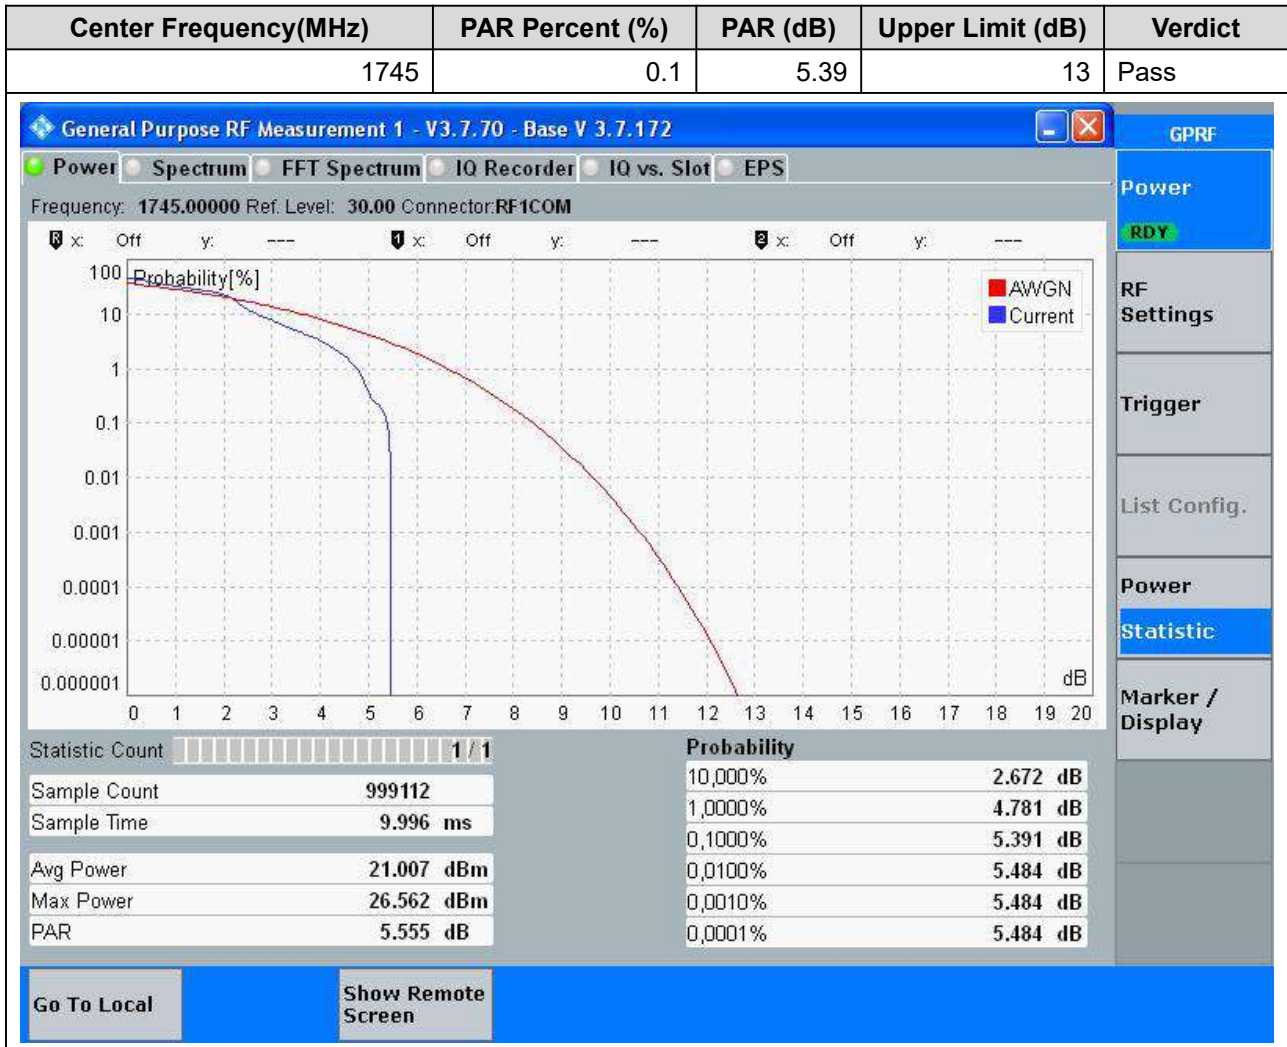 Center Frequency(MHz) PAR Percent (%) PAR (dB) Upper Limit (dB) Verdict
1745 0.1 5.39 13 Pass
General Purpose RF Measurement 1 - V3.7.70 - Base V 3.7.172
GPRF
Power Spectrum FFT Spectrum IQ Recorder IQ vs. Slot EPS
Frequency: 1745.00000 Ref. Level: 30.00 Connector:RF1COM
R x: Off y: --- 1 x: Off y: --- 2 x: Off y: ---
Probability[%]
AWGN
Current
100
10
1
0.1
0.01
0.001
0.0001
0.00001
0.000001
dB
0 1 2 3 4 5 6 7 8 9 10 11 12 13 14 15 16 17 18 19 20
Statistic Count 1 / 1
Sample Count 999112
Sample Time 9.996 ms
Avg Power 21.007 dBm
Max Power 26.562 dBm
PAR 5.555 dB
Probability
10,000% 2.672 dB
1,0000% 4.781 dB
0,1000% 5.391 dB
0,0100% 5.484 dB
0,0010% 5.484 dB
0,0001% 5.484 dB
Power
RDY
RF
Settings
Trigger
List Config.
Power
Statistic
Marker /
Display
Go To Local
Show Remote
Screen